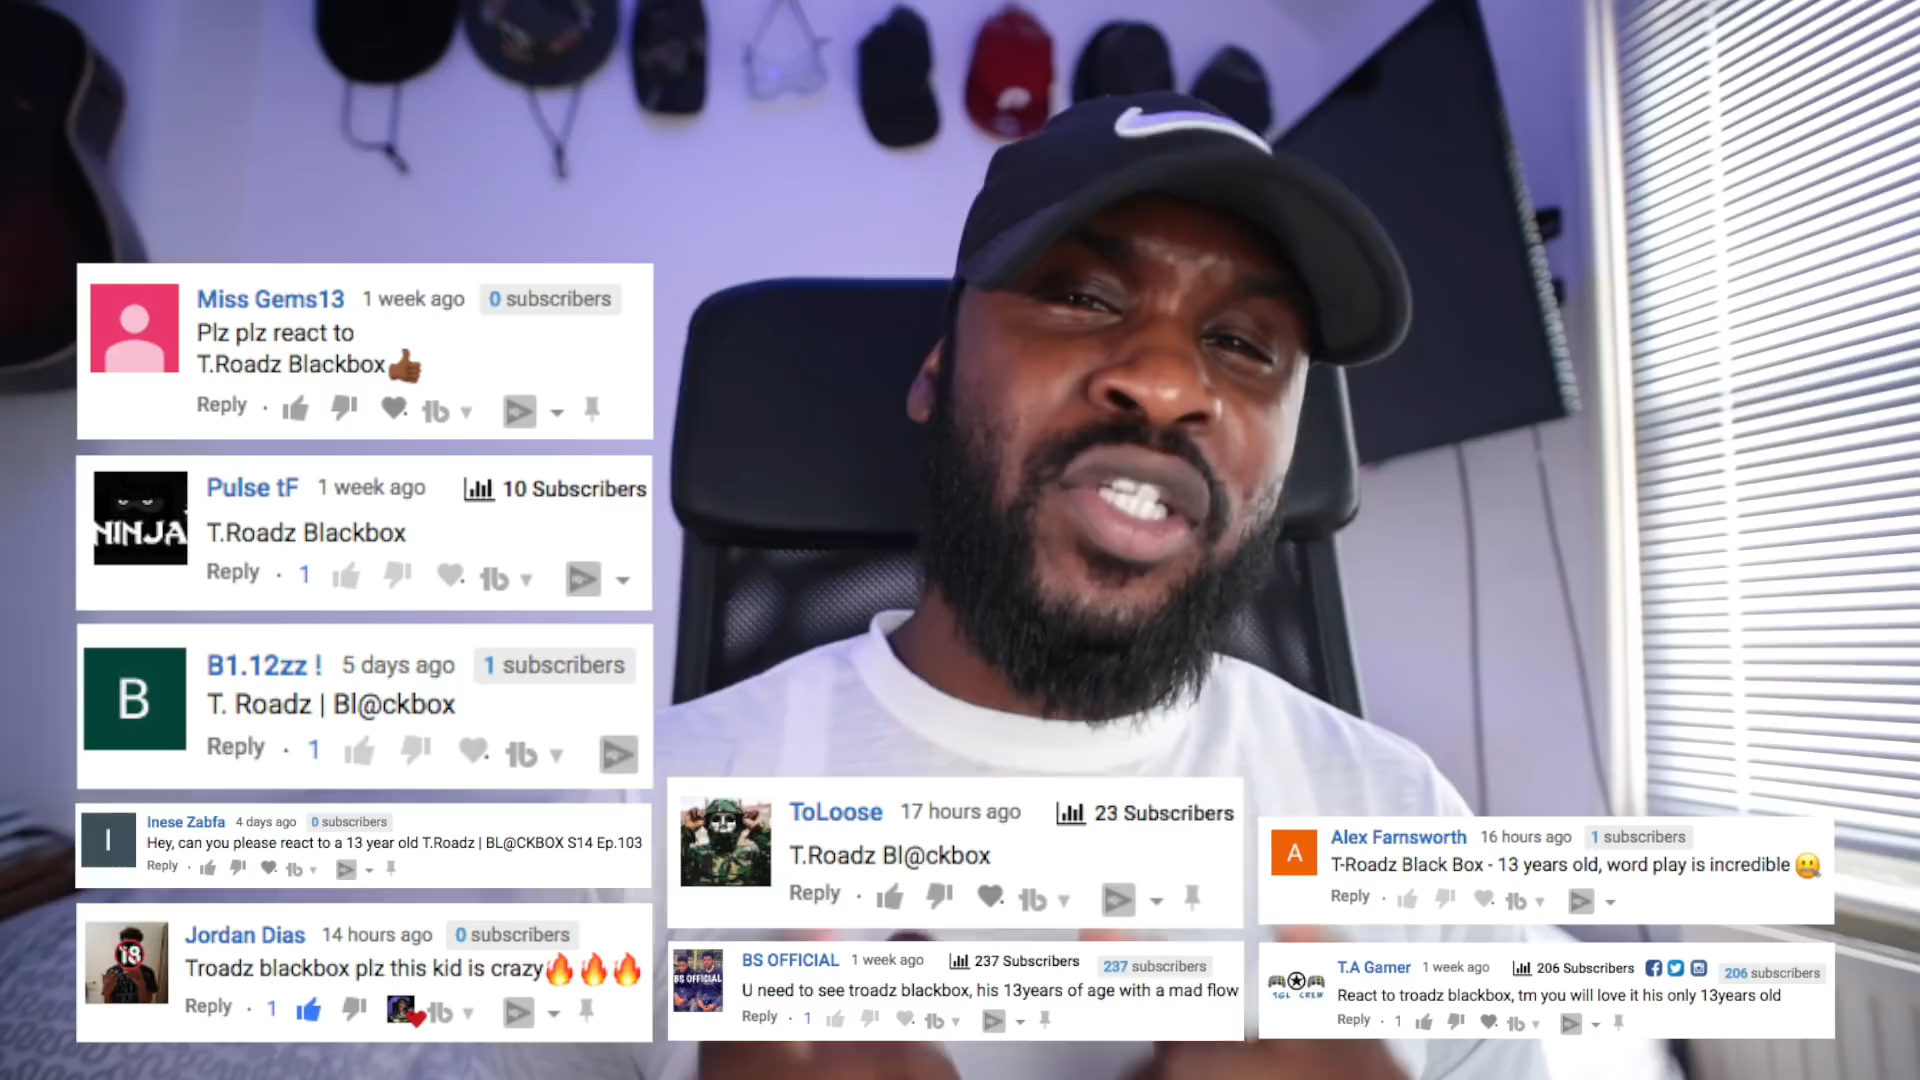 Miss Gems13 1 week ago 0 subscribers
Plz plz react to
T.Roadz Blackbox👍🏾
Reply ·
NINJA
Pulse tF 1 week ago 10 Subscribers
T.Roadz Blackbox
Reply · 1
B
B1.12zz ! 5 days ago 1 subscribers
T. Roadz | Bl@ckbox
Reply · 1
I
Inese Zabfa 4 days ago 0 subscribers
Hey, can you please react to a 13 year old T.Roadz | BL@CKBOX S14 Ep.103
Reply ·
18
Jordan Dias 14 hours ago 0 subscribers
Troadz blackbox plz this kid is crazy🔥🔥🔥
Reply · 1
ToLoose 17 hours ago 23 Subscribers
T.Roadz Bl@ckbox
Reply ·
BS OFFICIAL
BS OFFICIAL 1 week ago 237 Subscribers 237 subscribers
U need to see troadz blackbox, his 13years of age with a mad flow
Reply · 1
A
Alex Farnsworth 16 hours ago 1 subscribers
T-Roadz Black Box - 13 years old, word play is incredible 🤐
Reply ·
TGL CREW
T.A Gamer 1 week ago 206 Subscribers 206 subscribers
React to troadz blackbox, tm you will love it his only 13years old
Reply · 1